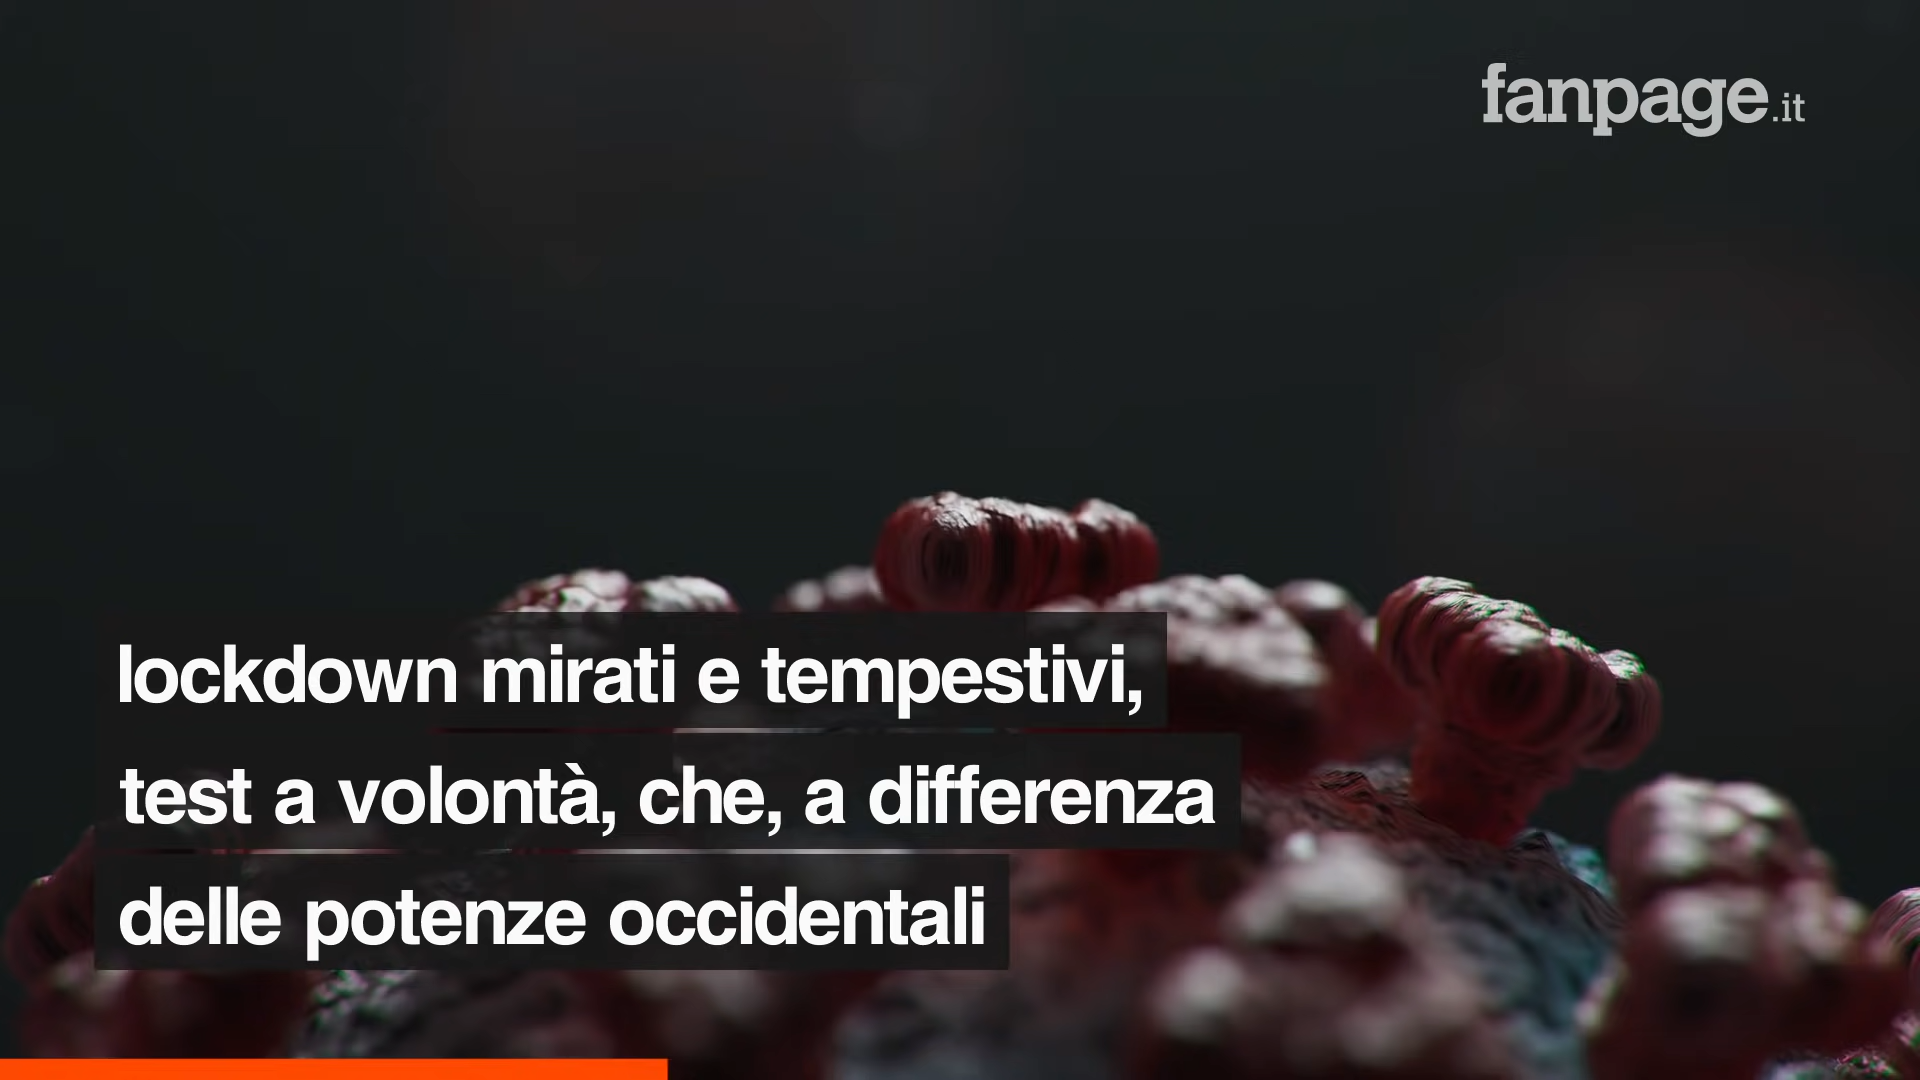 fanpage.it
lockdown mirati e tempestivi,
test a volontà, che, a differenza
delle potenze occidentali